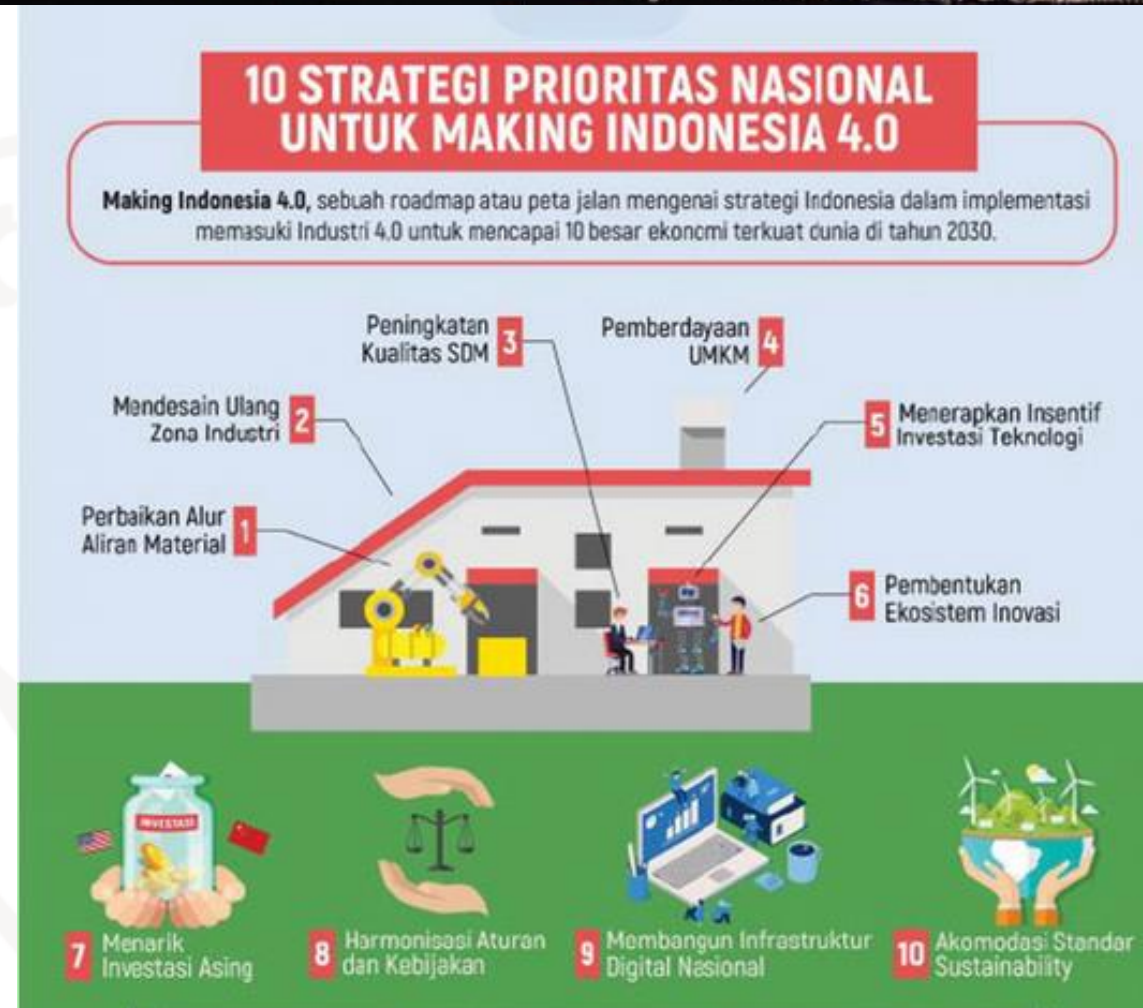 10 STRATEGI PRIORITAS NASIONAL
UNTUK MAKING INDONESIA 4.0
Making Indonesia 4.0, sebuah roadmap atau peta jalan mengenai strategi Indonesia dalam implementasi
memasuki Industri 4.0 untuk mencapai 10 besar ekonomi terkuat dunia di tahun 2030.
Perbaikan Alur
Aliran Material
1
Mendesain Ulang
Zona Industri
2
Peningkatan
Kualitas SDM
3
Pemberdayaan
UMKM
4
5
Menerapkan Insentif
Investasi Teknologi
6
Pembentukan
Ekosistem Inovasi
INVESTASI
7
Menarik
Investasi Asing
8
Harmonisasi Aturan
dan Kebijakan
9
Membangun Infrastruktur
Digital Nasional
10
Akomodasi Standar
Sustainability